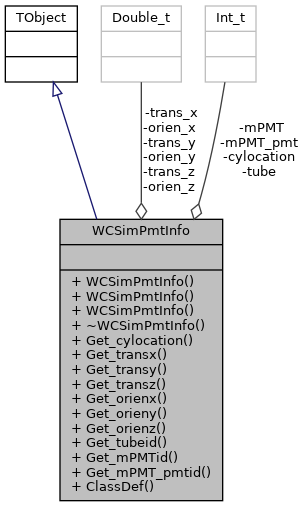 TObject
Double_t
Int_t
-trans_x
-orien_x
-trans_y
-orien_y
-trans_z
-orien_z
-mPMT
-mPMT_pmt
-cylocation
-tube
WCSimPmtInfo
+ WCSimPmtInfo()
+ WCSimPmtInfo()
+ WCSimPmtInfo()
+ ~WCSimPmtInfo()
+ Get_cylocation()
+ Get_transx()
+ Get_transy()
+ Get_transz()
+ Get_orienx()
+ Get_orieny()
+ Get_orienz()
+ Get_tubeid()
+ Get_mPMTid()
+ Get_mPMT_pmtid()
+ ClassDef()